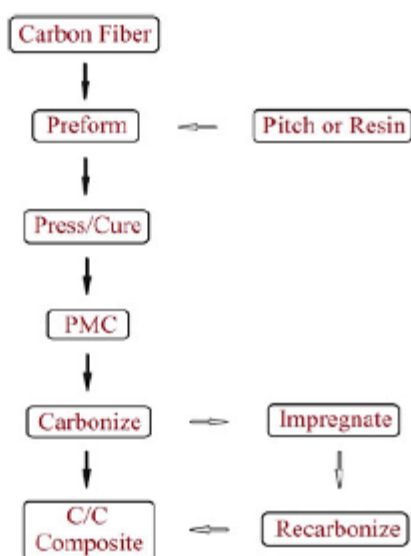 Carbon Fiber
Preform
Pitch or Resin
Press/Cure
PMC
Carbonize
Impregnate
C/C
Composite
Recarbonize